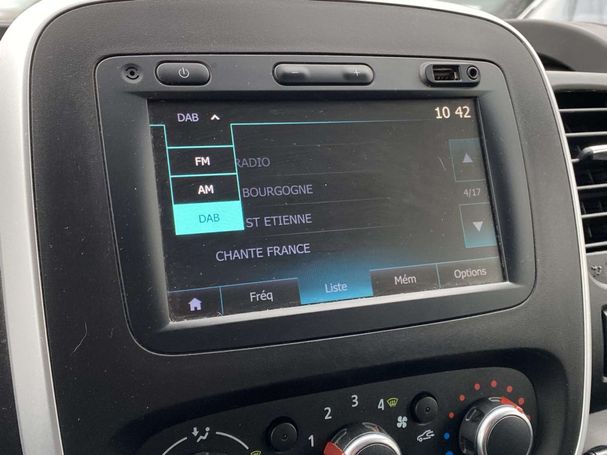 DAB
10 42
FM
RADIO
AM
BOURGOGNE
4/17
DAB
ST ETIENNE
CHANTE FRANCE
Fréq
Liste
Mém
Options
1
2
3
4